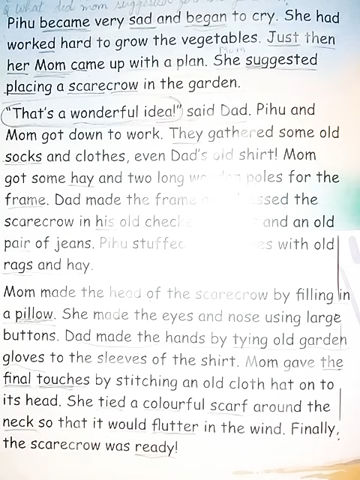 what did mom suggest
Pihu became very sad and began to cry. She had
worked hard to grow the vegetables. Just then
her Mom came up with a plan. She suggested
placing a scarecrow in the garden.
"That's a wonderful idea!" said Dad. Pihu and
Mom got down to work. They gathered some old
socks and clothes, even Dad's old shirt! Mom
got some hay and two long poles for the
frame. Dad made the frame the
scarecrow in his old and an old
pair of jeans. Pihu with old
rags and hay.
Mom made the head of the scarecrow by filling in
a pillow. She made the eyes and nose using large
buttons. Dad made the hands by tying old garden
gloves to the sleeves of the shirt. Mom gave the
final touches by stitching an old cloth hat on to
its head. She tied a colourful scarf around the
neck so that it would flutter in the wind. Finally,
the scarecrow was ready!